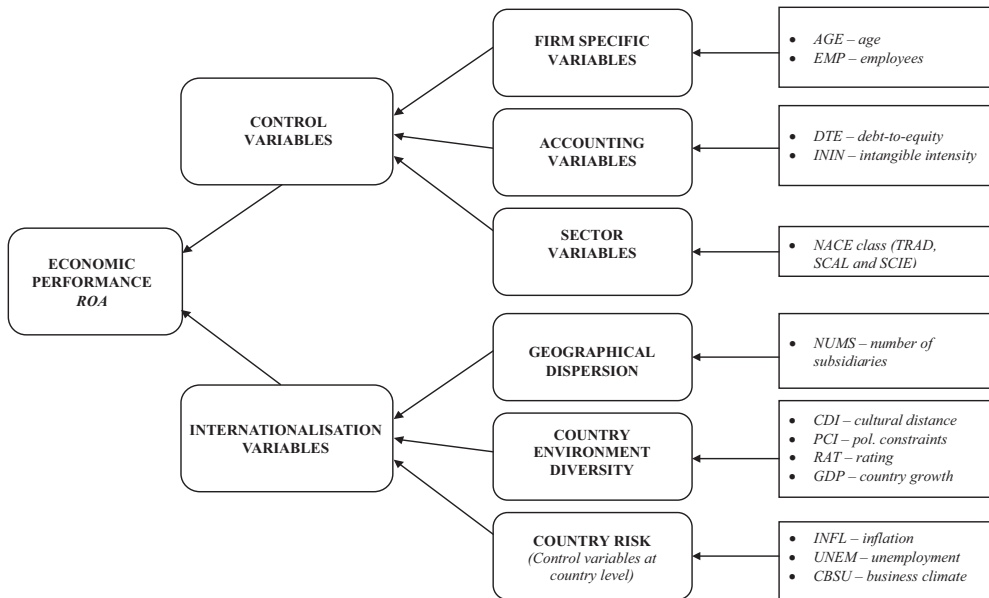 FIRM SPECIFIC
VARIABLES
• AGE – age
• EMP – employees
CONTROL
VARIABLES
ACCOUNTING
VARIABLES
• DTE – debt-to-equity
• ININ – intangible intensity
SECTOR
VARIABLES
• NACE class (TRAD,
SCAL and SCIE)
ECONOMIC
PERFORMANCE
ROA
GEOGRAPHICAL
DISPERSION
• NUMS – number of
subsidiaries
INTERNATIONALISATION
VARIABLES
COUNTRY
ENVIRONMENT
DIVERSITY
• CDI – cultural distance
• PCI – pol. constraints
• RAT – rating
• GDP – country growth
COUNTRY RISK
(Control variables at
country level)
• INFL – inflation
• UNEM – unemployment
• CBSU – business climate